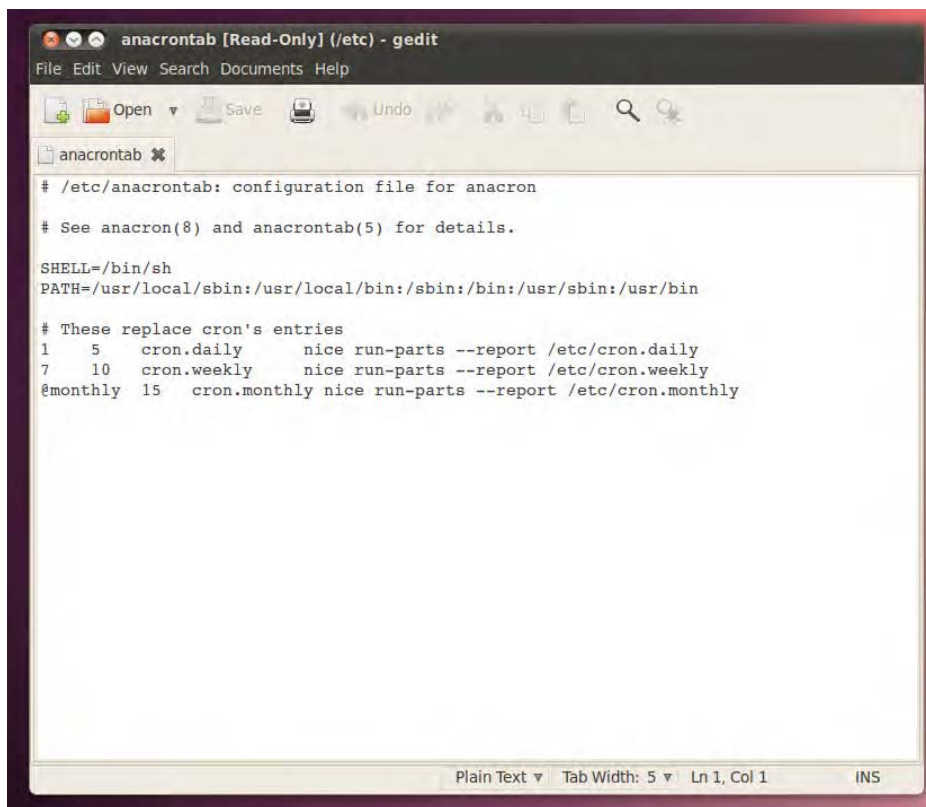 anacrontab [Read-Only] (/etc) - gedit
File Edit View Search Documents Help
Open Save Undo
anacrontab
# /etc/anacrontab: configuration file for anacron
# See anacron(8) and anacrontab(5) for details.
SHELL=/bin/sh
PATH=/usr/local/sbin:/usr/local/bin:/sbin:/bin:/usr/sbin:/usr/bin
# These replace cron's entries
1 5 cron.daily nice run-parts --report /etc/cron.daily
7 10 cron.weekly nice run-parts --report /etc/cron.weekly
@monthly 15 cron.monthly nice run-parts --report /etc/cron.monthly
Plain Text Tab Width: 5 Ln 1, Col 1 INS